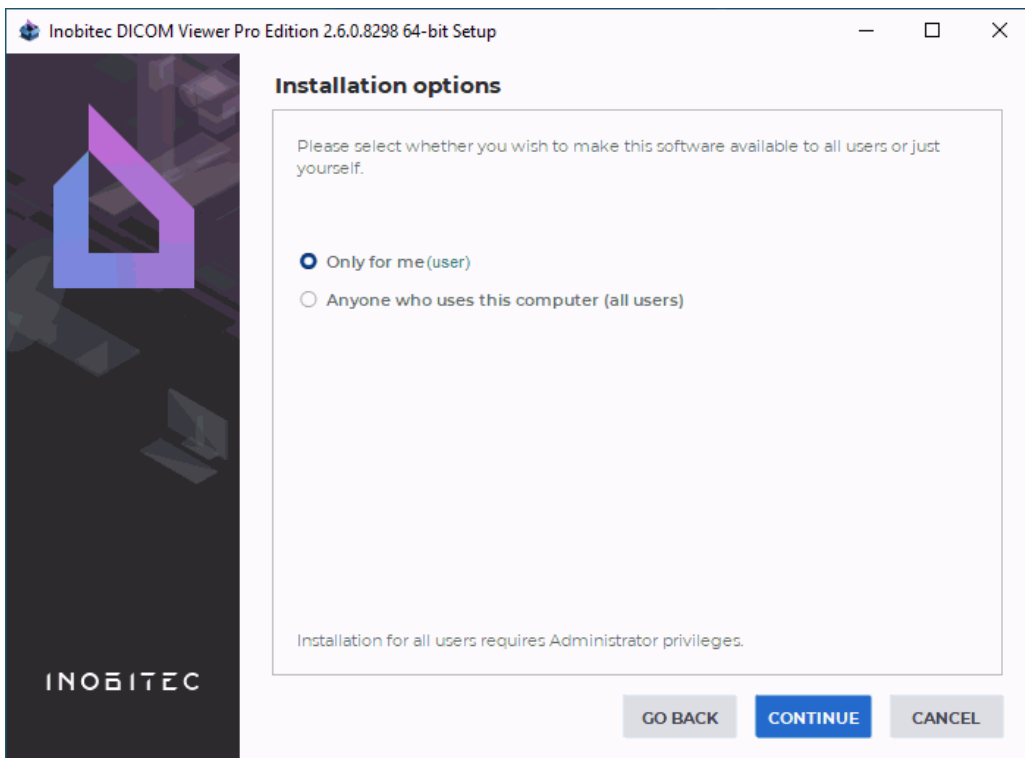 Inobitec DICOM Viewer Pro Edition 2.6.0.8298 64-bit Setup
Installation options
Please select whether you wish to make this software available to all users or just
yourself.
Only for me(user)
Anyone who uses this computer (all users)
Installation for all users requires Administrator privileges.
INOBITEC
GO BACK
CONTINUE
CANCEL